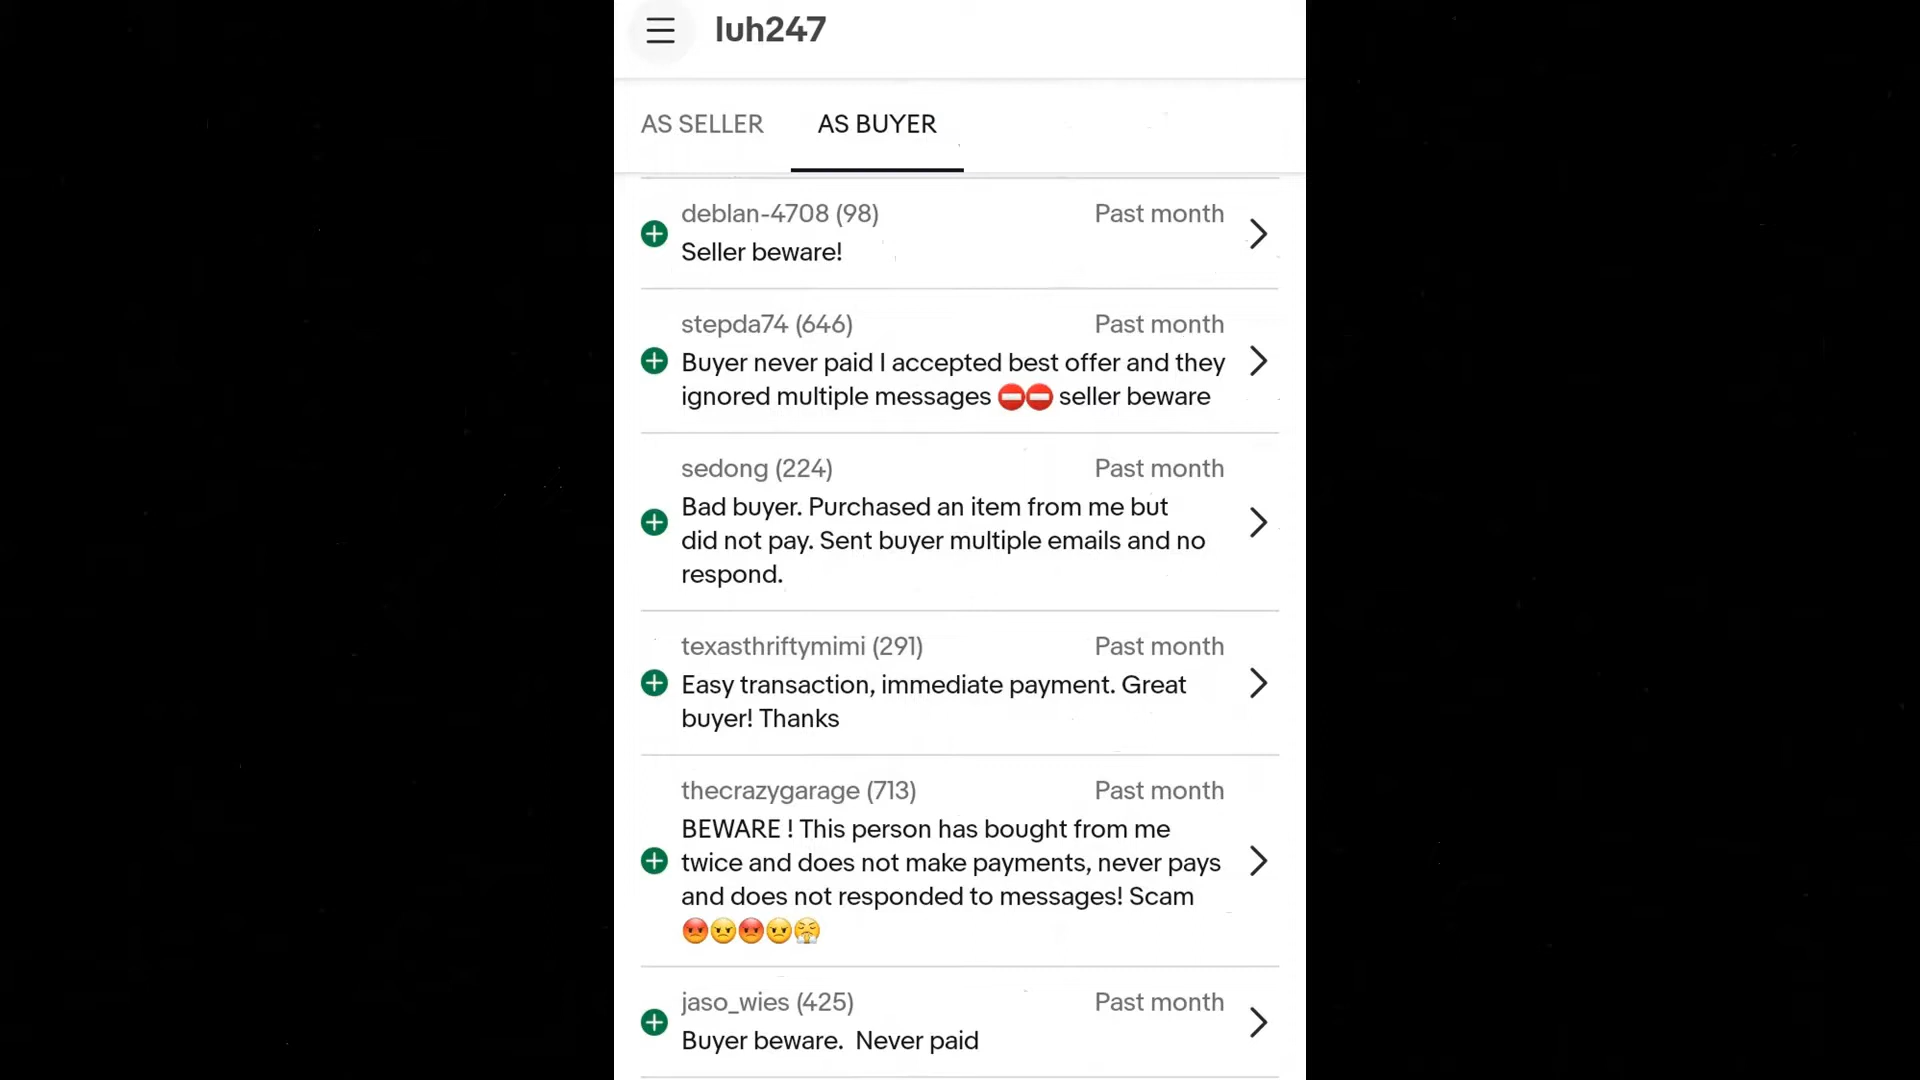 luh247
AS SELLER AS BUYER
deblan-4708 (98) Past month
Seller beware!
stepda74 (646) Past month
Buyer never paid I accepted best offer and they
ignored multiple messages ⛔⛔ seller beware
sedong (224) Past month
Bad buyer. Purchased an item from me but
did not pay. Sent buyer multiple emails and no
respond.
texasthriftymimi (291) Past month
Easy transaction, immediate payment. Great
buyer! Thanks
thecrazygarage (713) Past month
BEWARE ! This person has bought from me
twice and does not make payments, never pays
and does not responded to messages! Scam
😡😠😡😠😤
jaso_wies (425) Past month
Buyer beware.  Never paid